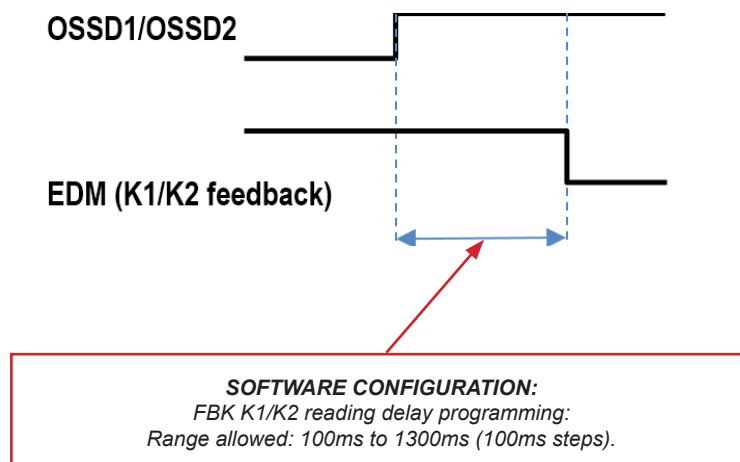 OSSD1/OSSD2
EDM (K1/K2 feedback)
SOFTWARE CONFIGURATION:
FBK K1/K2 reading delay programming:
Range allowed: 100ms to 1300ms (100ms steps).